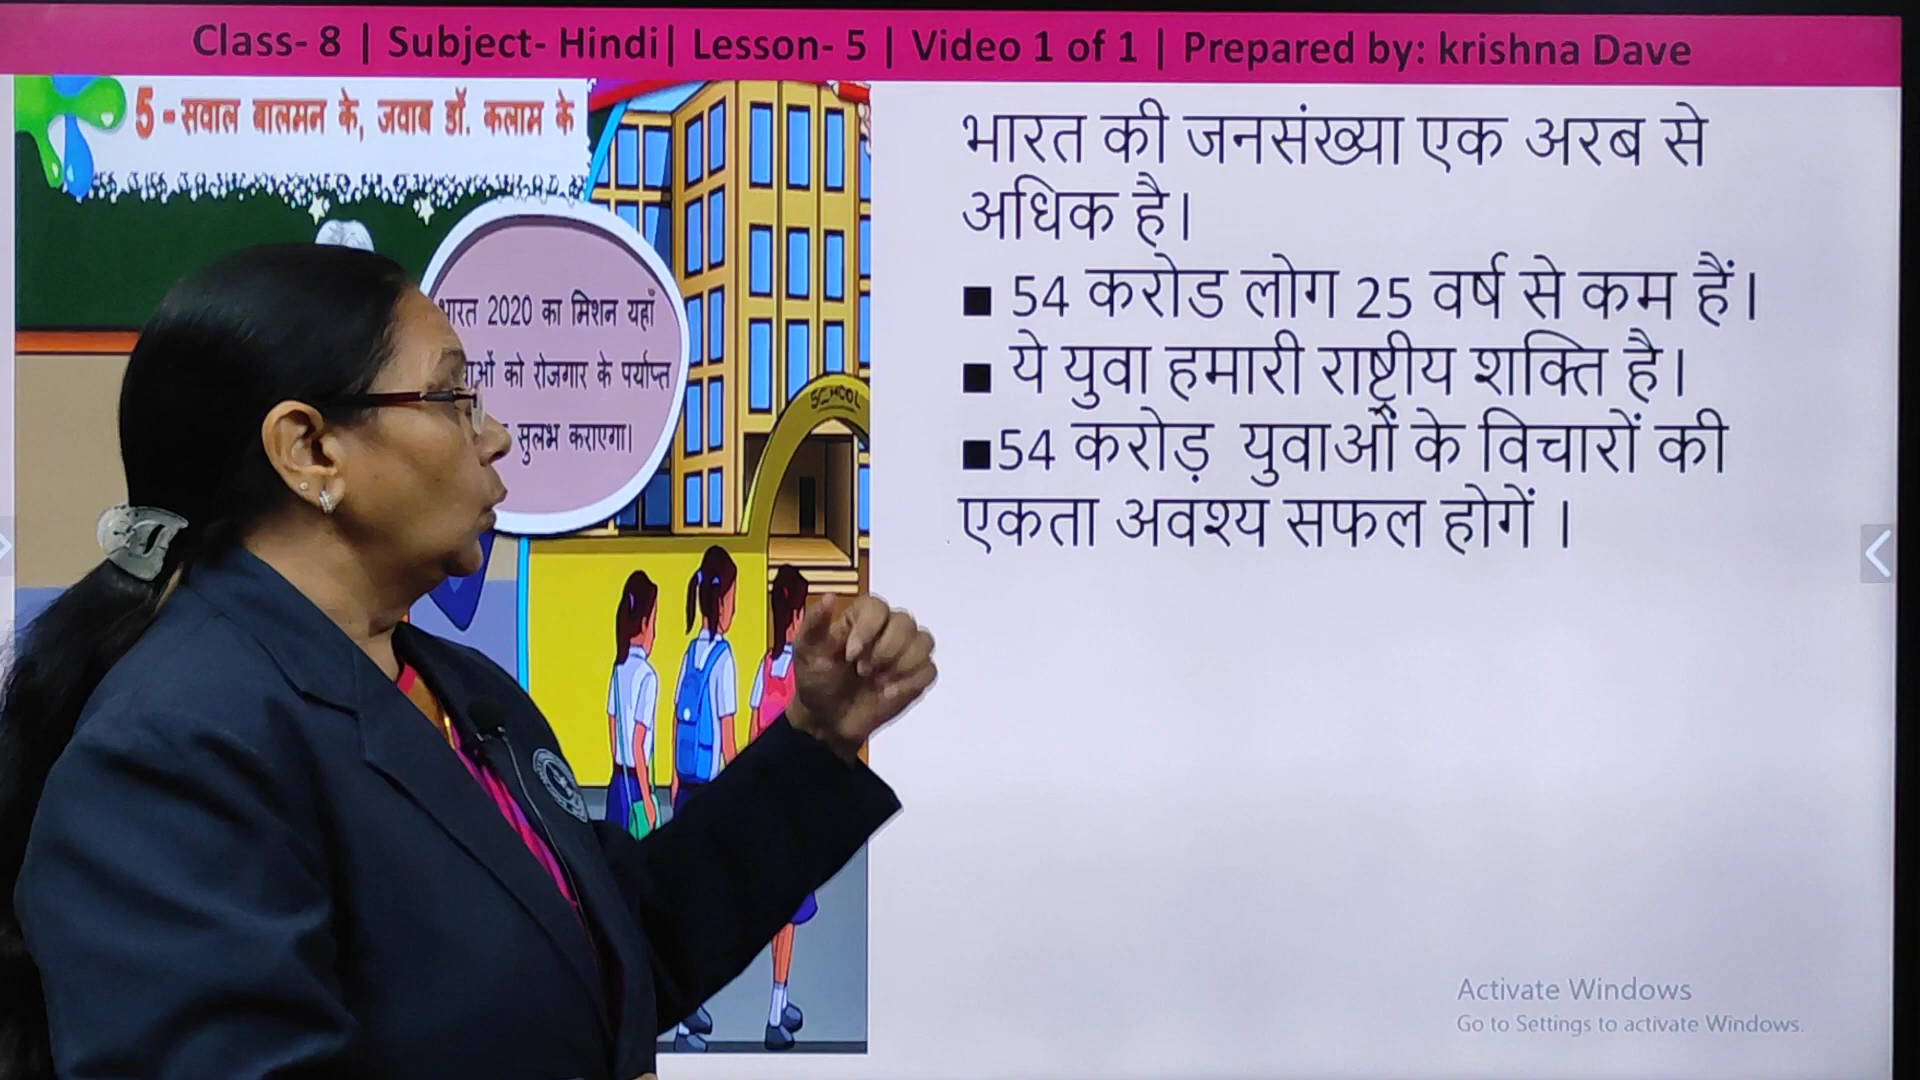 Class- 8 | Subject- Hindi| Lesson- 5 | Video 1 of 1 | Prepared by: krishna Dave
5 - सवाल बालमन के, जवाब डॉ. कलाम के
2020 का मिशन यहाँ
को रोजगार के पर्याप्त
सुलभ कराएगा।
SCHOOL
भारत की जनसंख्या एक अरब से
अधिक है।
■ 54 करोड लोग 25 वर्ष से कम हैं।
■ ये युवा हमारी राष्ट्रीय शक्ति है।
■54 करोड़ युवाओं के विचारों की
एकता अवश्य सफल होगें ।
Activate Windows
Go to Settings to activate Windows.